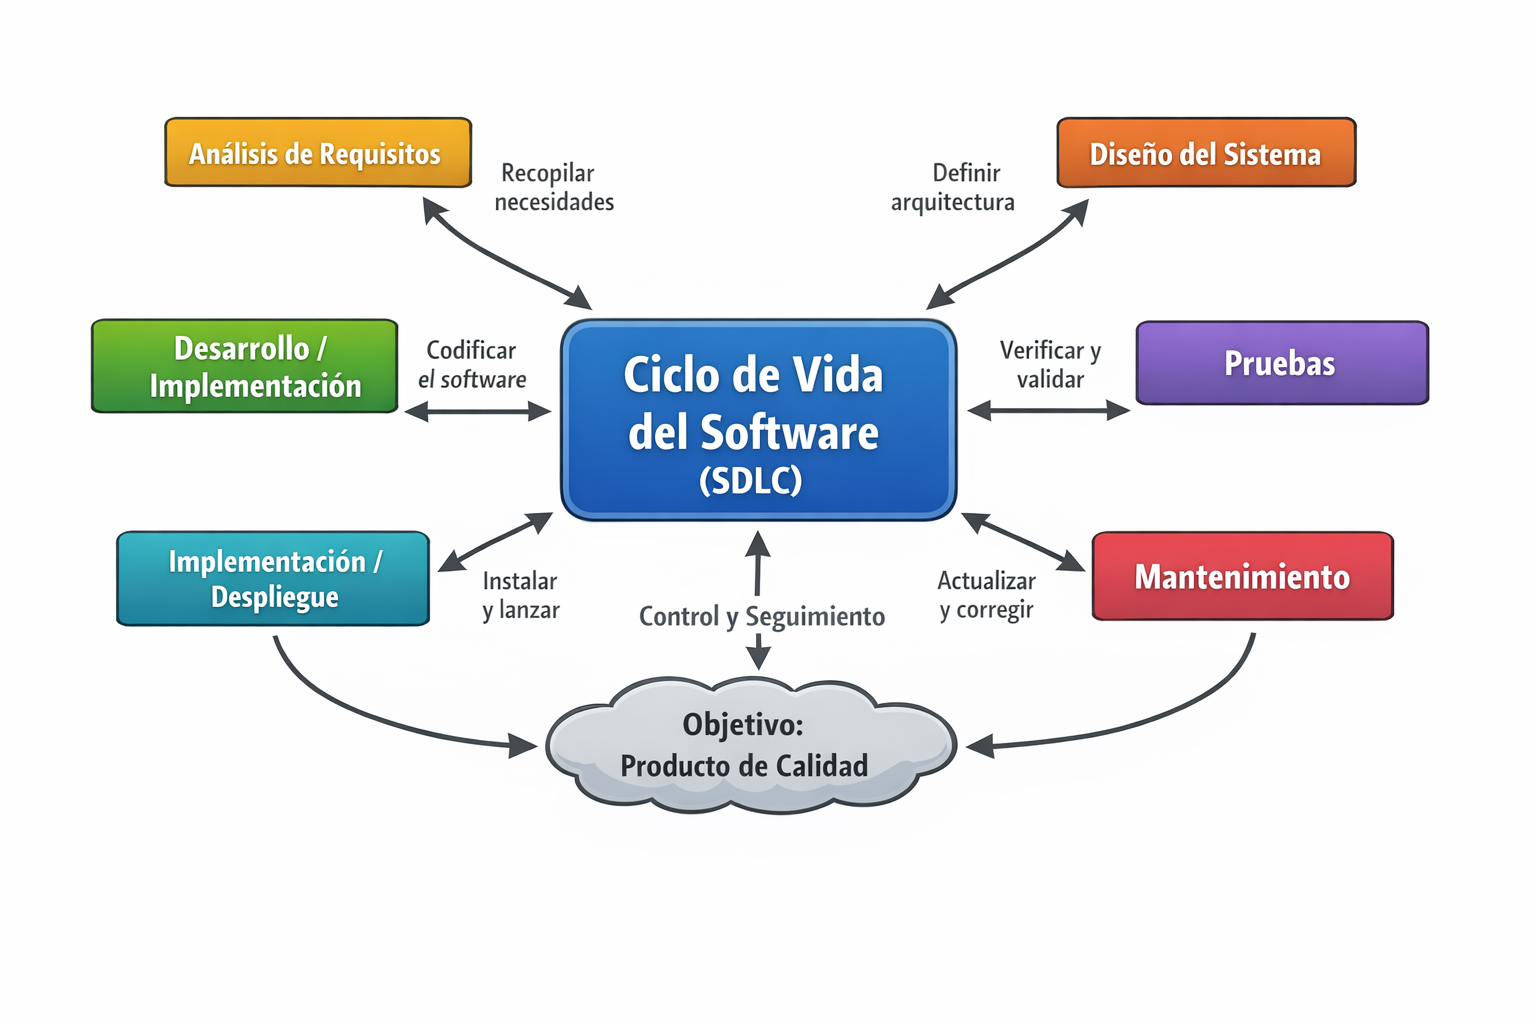 Análisis de Requisitos
Recopilar
necesidades
Definir
arquitectura
Diseño del Sistema
Desarrollo /
Implementación
Codificar
el software
Ciclo de Vida
del Software
(SDLC)
Verificar y
validar
Pruebas
Implementación /
Despliegue
Instalar
y lanzar
Control y Seguimiento
Actualizar
y corregir
Mantenimiento
Objetivo:
Producto de Calidad